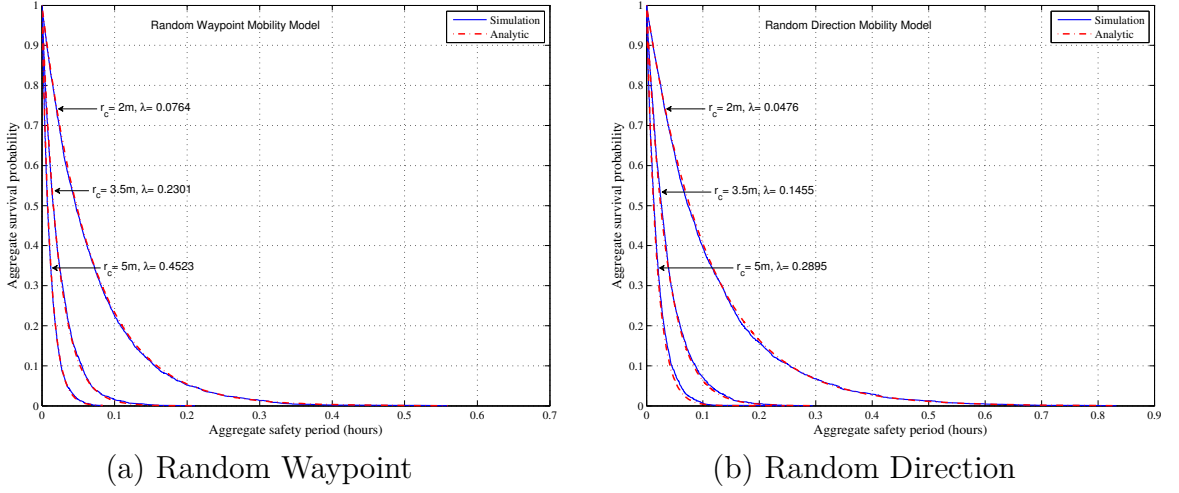 Random Waypoint Mobility Model
Simulation
Analytic
1
0.9
0.8
0.7
0.6
0.5
0.4
0.3
0.2
0.1
0
Aggregate survival probability
r_c= 2m, λ= 0.0764
r_c= 3.5m, λ= 0.2301
r_c= 5m, λ= 0.4523
0 0.1 0.2 0.3 0.4 0.5 0.6 0.7
Aggregate safety period (hours)
(a) Random Waypoint
Random Direction Mobility Model
Simulation
Analytic
1
0.9
0.8
0.7
0.6
0.5
0.4
0.3
0.2
0.1
0
Aggregate survival probability
r_c= 2m, λ= 0.0476
r_c= 3.5m, λ= 0.1455
r_c= 5m, λ= 0.2895
0 0.1 0.2 0.3 0.4 0.5 0.6 0.7 0.8 0.9
Aggregate safety period (hours)
(b) Random Direction